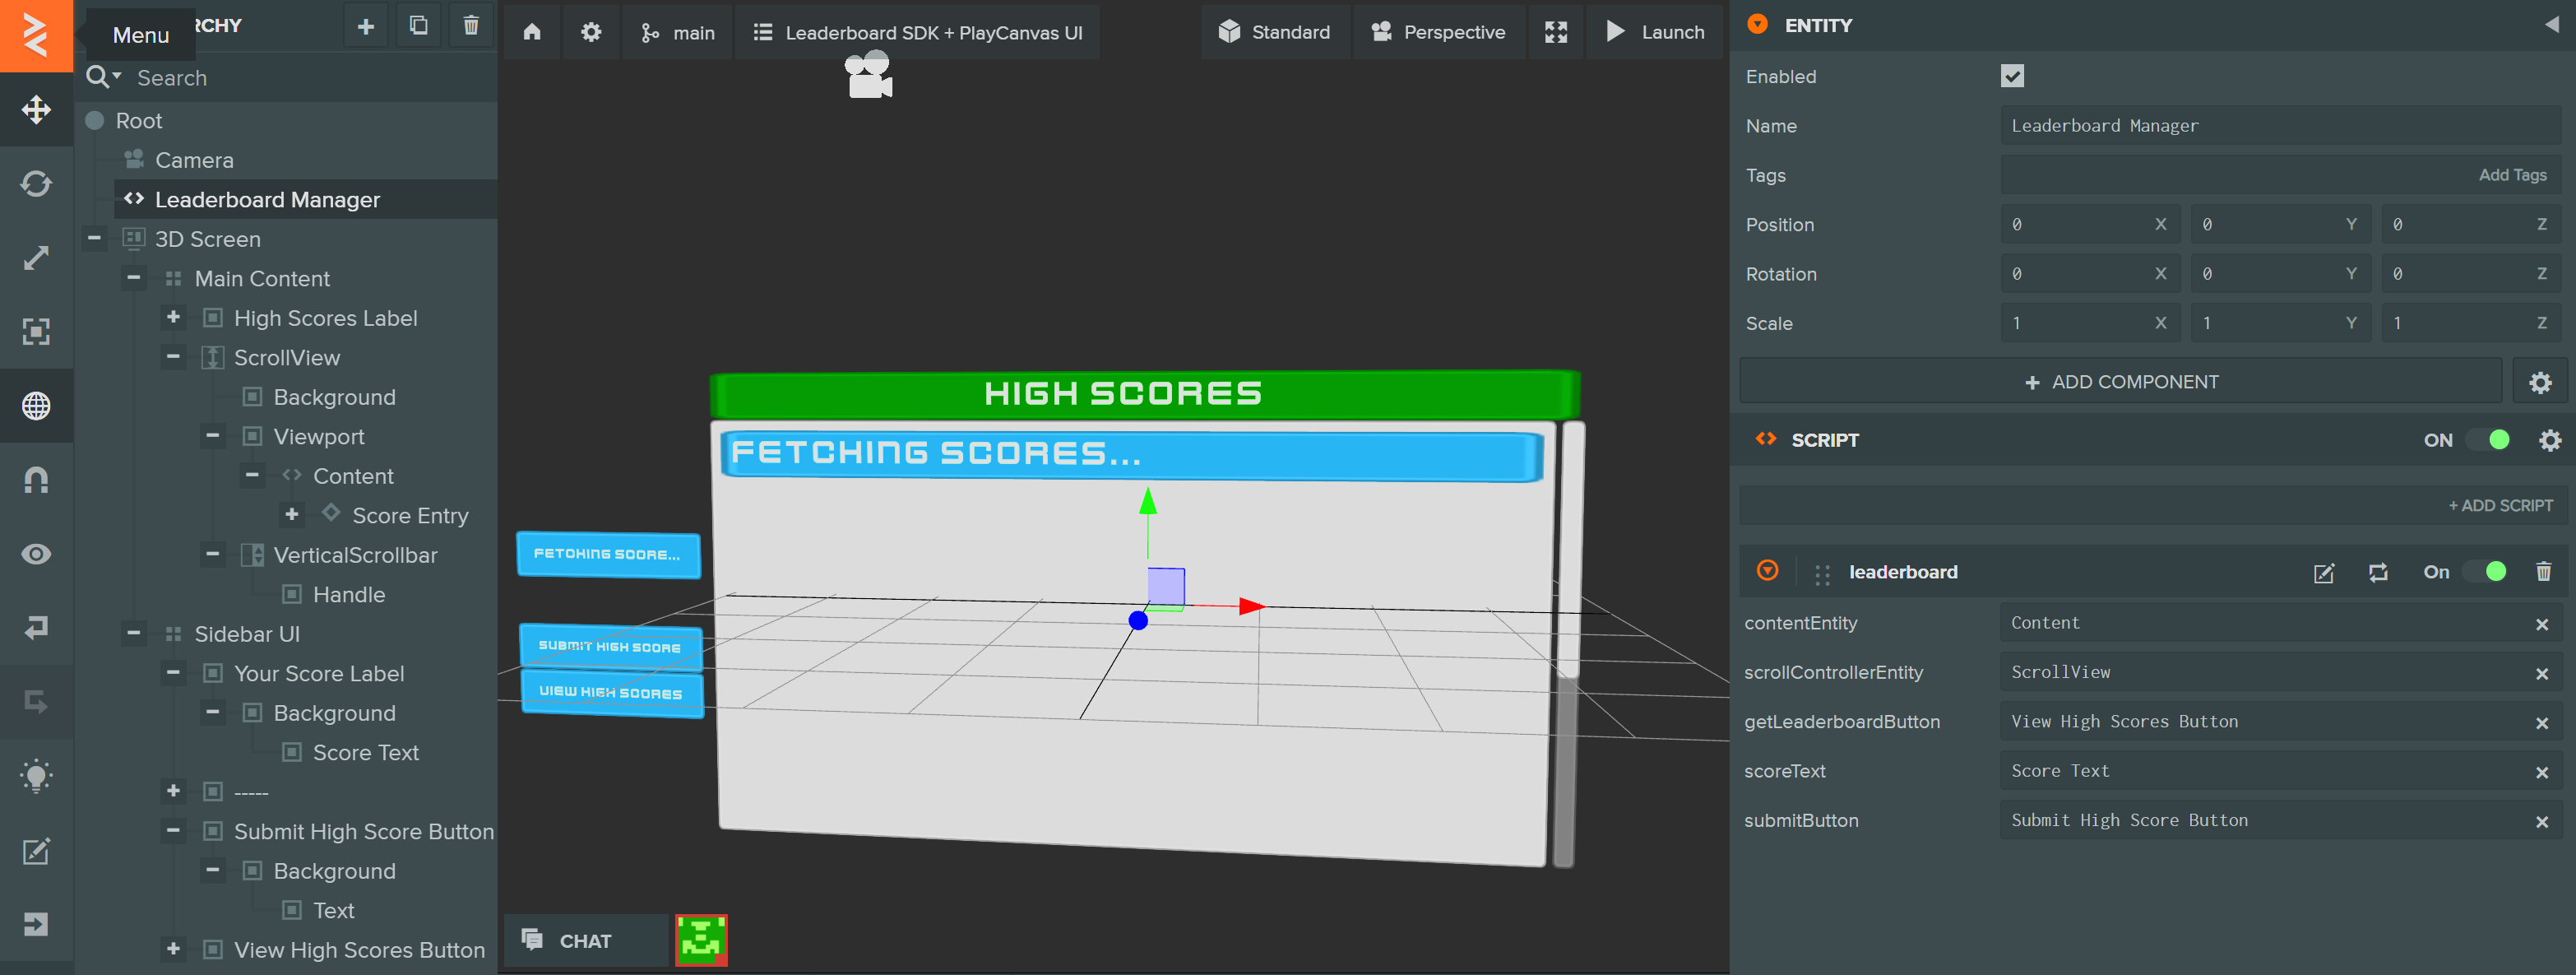 Menu
RCHY
Search
Root
Camera
Leaderboard Manager
3D Screen
Main Content
High Scores Label
ScrollView
Background
Viewport
Content
Score Entry
VerticalScrollbar
Handle
Sidebar UI
Your Score Label
Background
Score Text
-----
Submit High Score Button
Background
Text
View High Scores Button
main
Leaderboard SDK + PlayCanvas UI
Standard
Perspective
Launch
HIGH SCORES
FETCHING SCORES...
FETCHING SCORE...
SUBMIT HIGH SCORE
VIEW HIGH SCORES
CHAT
ENTITY
Enabled
Name Leaderboard Manager
Tags Add Tags
Position 0 X 0 Y 0 Z
Rotation 0 X 0 Y 0 Z
Scale 1 X 1 Y 1 Z
+ ADD COMPONENT
SCRIPT ON
+ ADD SCRIPT
leaderboard On
contentEntity Content
scrollControllerEntity ScrollView
getLeaderboardButton View High Scores Button
scoreText Score Text
submitButton Submit High Score Button